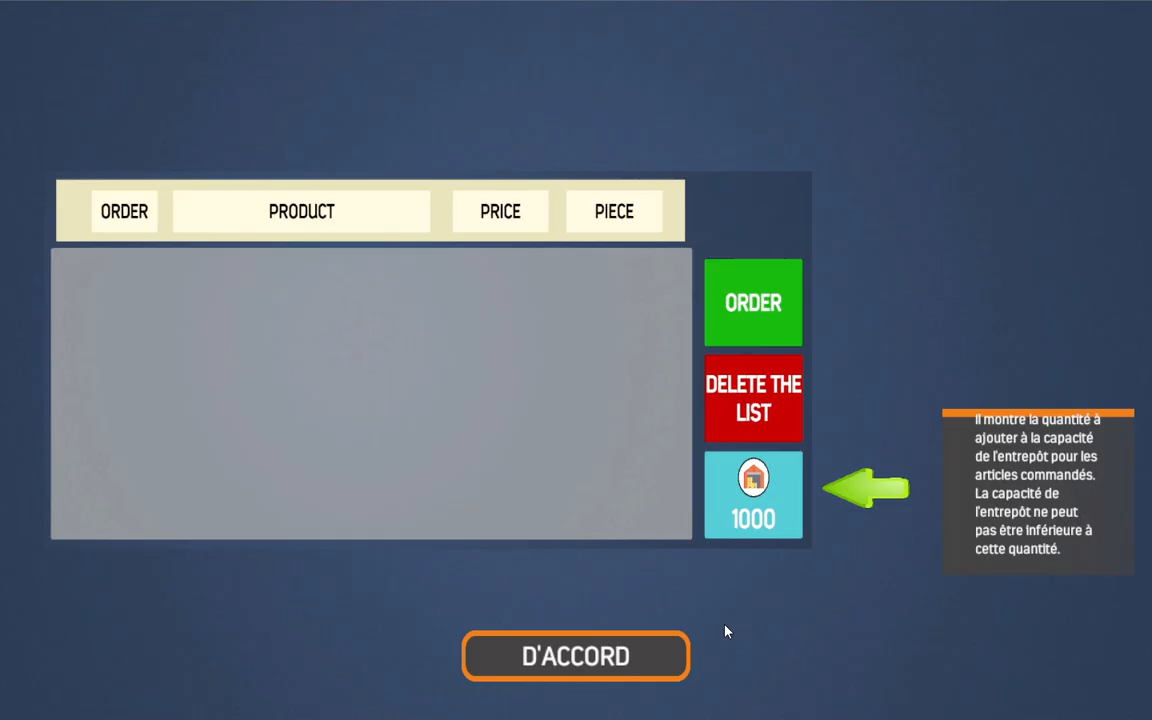 ORDER PRODUCT PRICE PIECE
ORDER
DELETE THE
LIST
1000
Il montre la quantité à
ajouter à la capacité
de l'entrepôt pour les
articles commandés.
La capacité de
l'entrepôt ne peut
pas être inférieure à
cette quantité.
D'ACCORD